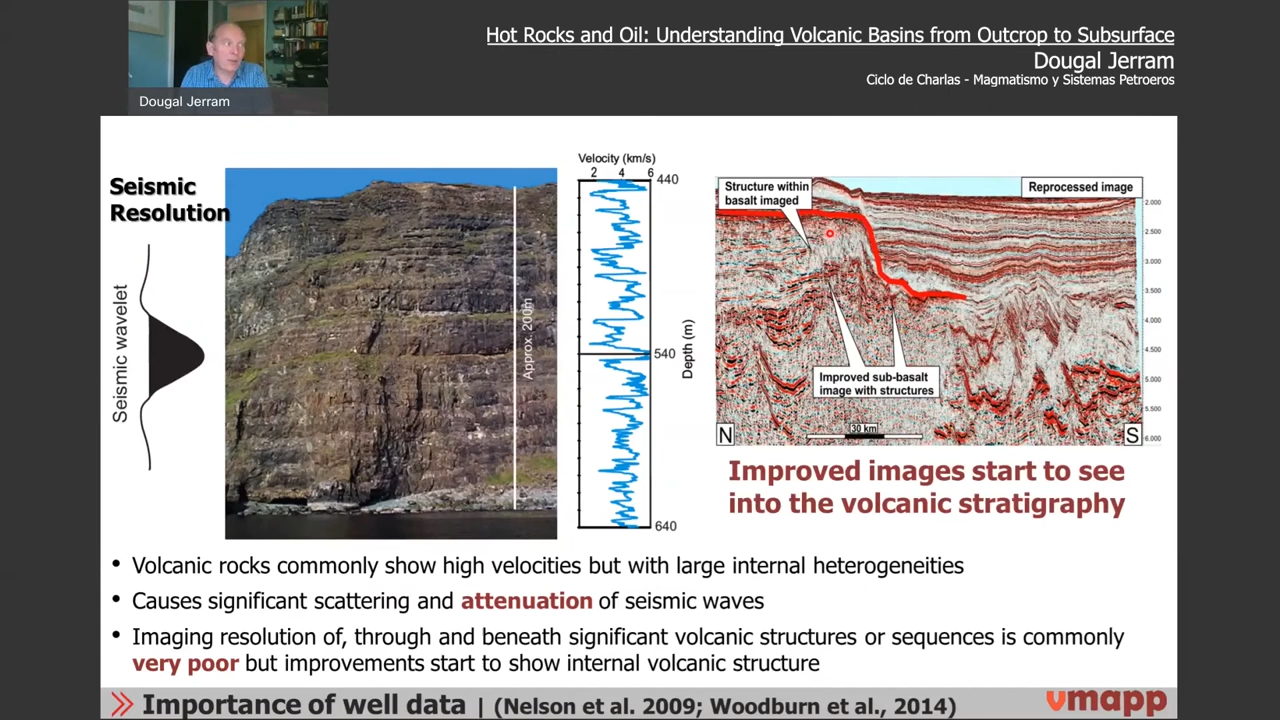 Hot Rocks and Oil: Understanding Volcanic Basins from Outcrop to Subsurface
Dougal Jerram
Ciclo de Charlas - Magmatismo y Sistemas Petroeros
Dougal Jerram
Seismic
Resolution
Seismic wavelet
Approx. 200m
Velocity (km/s)
2 4 6
440
540
640
Depth (m)
Structure within
basalt imaged
Reprocessed image
2.000
2.500
3.000
3.500
4.000
4.500
5.000
5.500
6.000
Improved sub-basalt
image with structures
N
30 km
S
Improved images start to see
into the volcanic stratigraphy
• Volcanic rocks commonly show high velocities but with large internal heterogeneities
• Causes significant scattering and attenuation of seismic waves
• Imaging resolution of, through and beneath significant volcanic structures or sequences is commonly
very poor but improvements start to show internal volcanic structure
Importance of well data | (Nelson et al. 2009; Woodburn et al., 2014)
vmapp